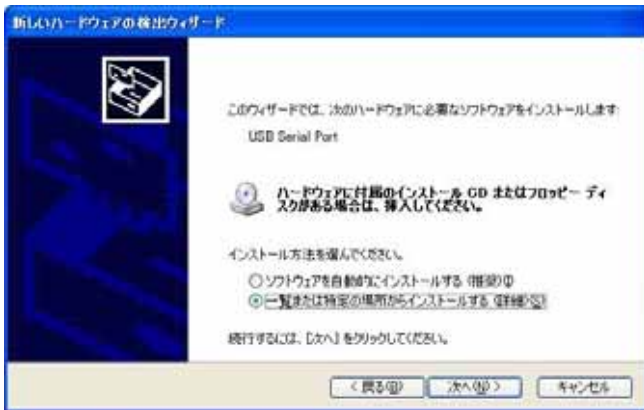 新しいハードウェアの検出ウィザード
このウィザードでは、次のハードウェアに必要なソフトウェアをインストールします:
USB Serial Port
ハードウェアに付属のインストール CD またはフロッピー ディ
スクがある場合は、挿入してください。
インストール方法を選んでください。
ソフトウェアを自動的にインストールする (推奨)(I)
一覧または特定の場所からインストールする (詳細)(S)
続行するには、[次へ] をクリックしてください。
< 戻る(B)
次へ(N) >
キャンセル